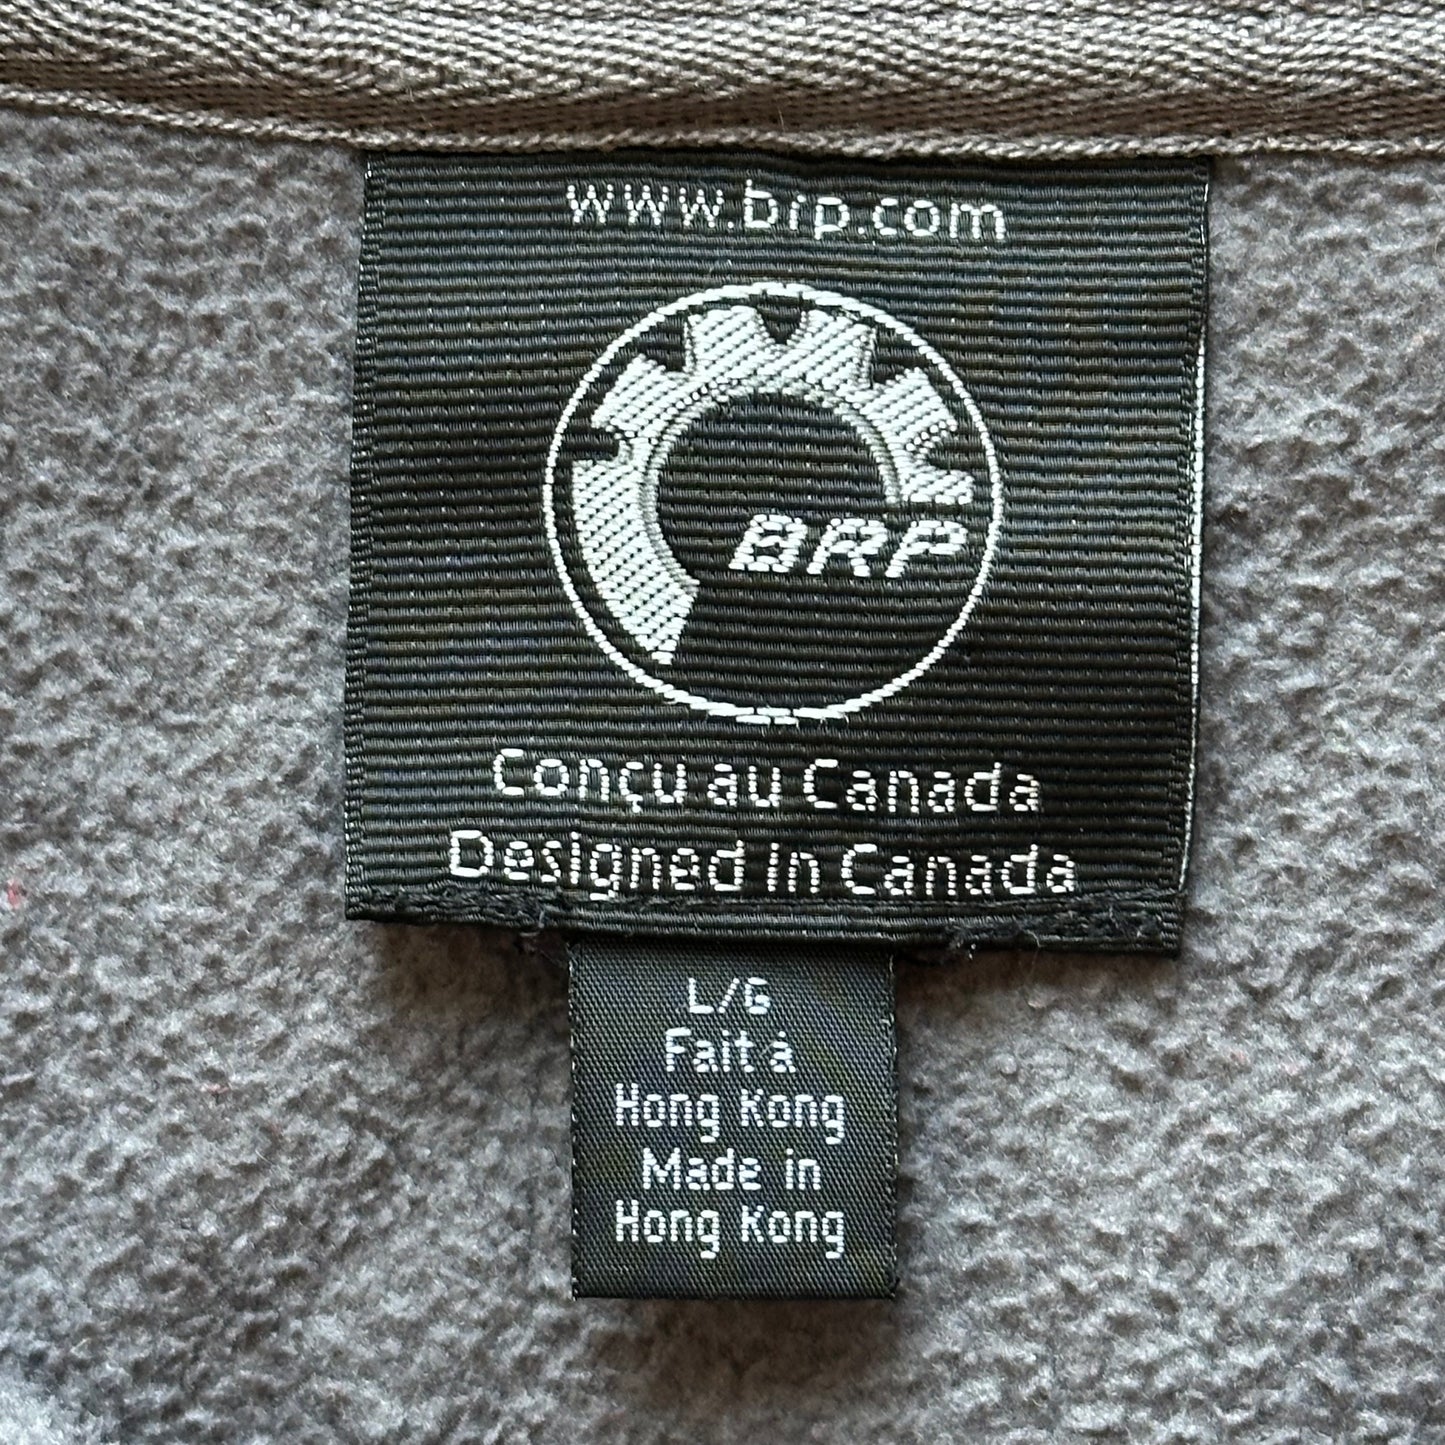 www.brp.com
BRP
Conçu au Canada
Designed in Canada
L/G
Fait à
Hong Kong
Made in
Hong Kong